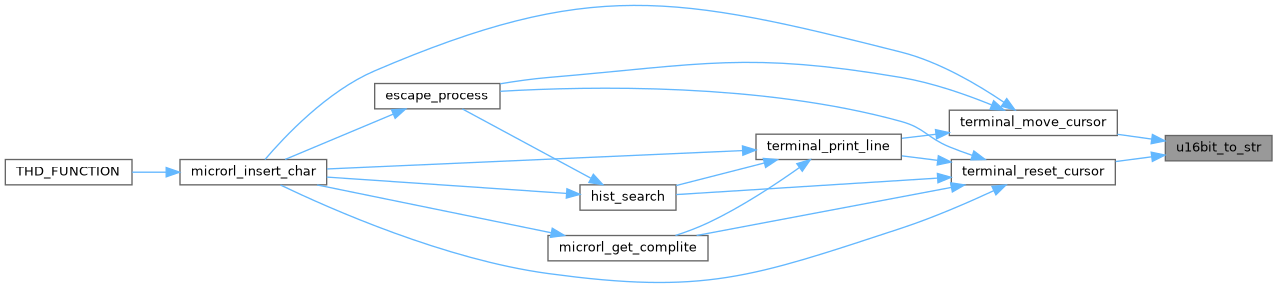 escape_process
terminal_move_cursor
terminal_print_line
u16bit_to_str
THD_FUNCTION
microrl_insert_char
terminal_reset_cursor
hist_search
microrl_get_complite